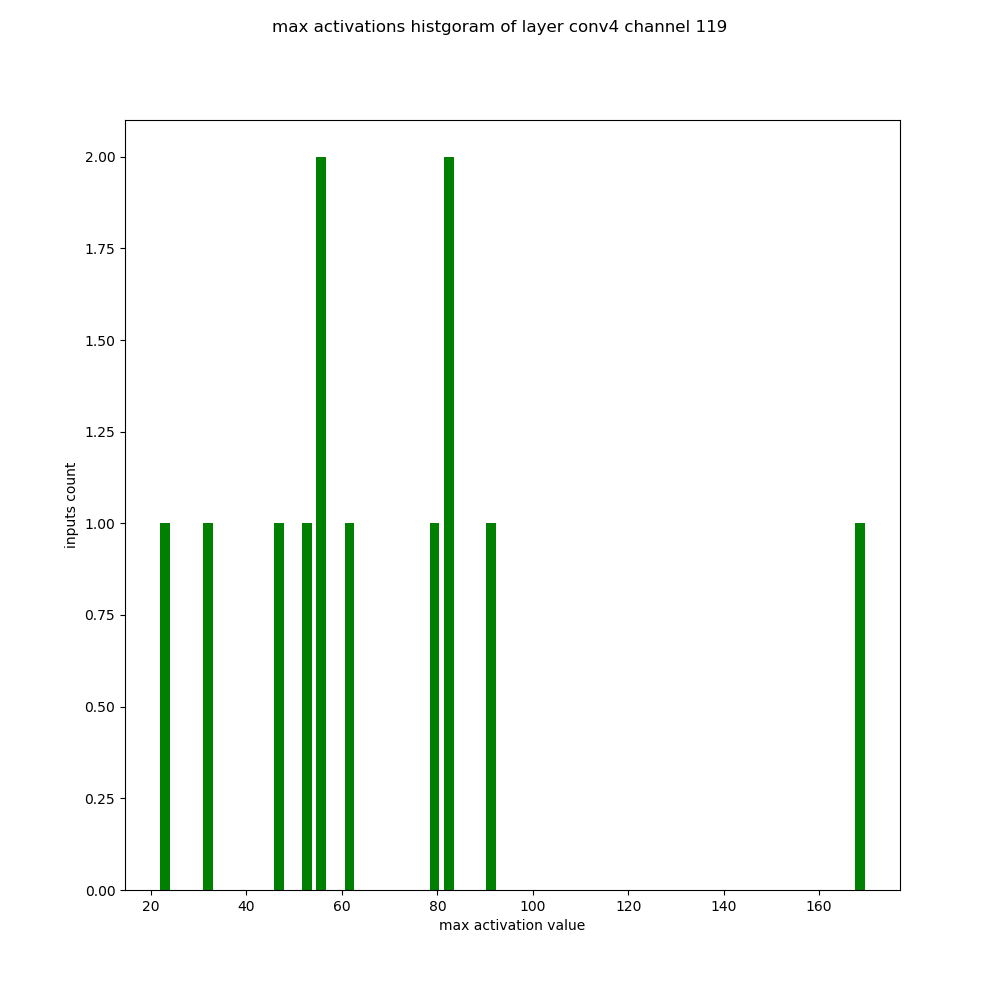 max activations histgoram of layer conv4 channel 119
2.00
1.75
1.50
1.25
1.00
0.75
0.50
0.25
0.00
inputs count
20 40 60 80 100 120 140 160
max activation value